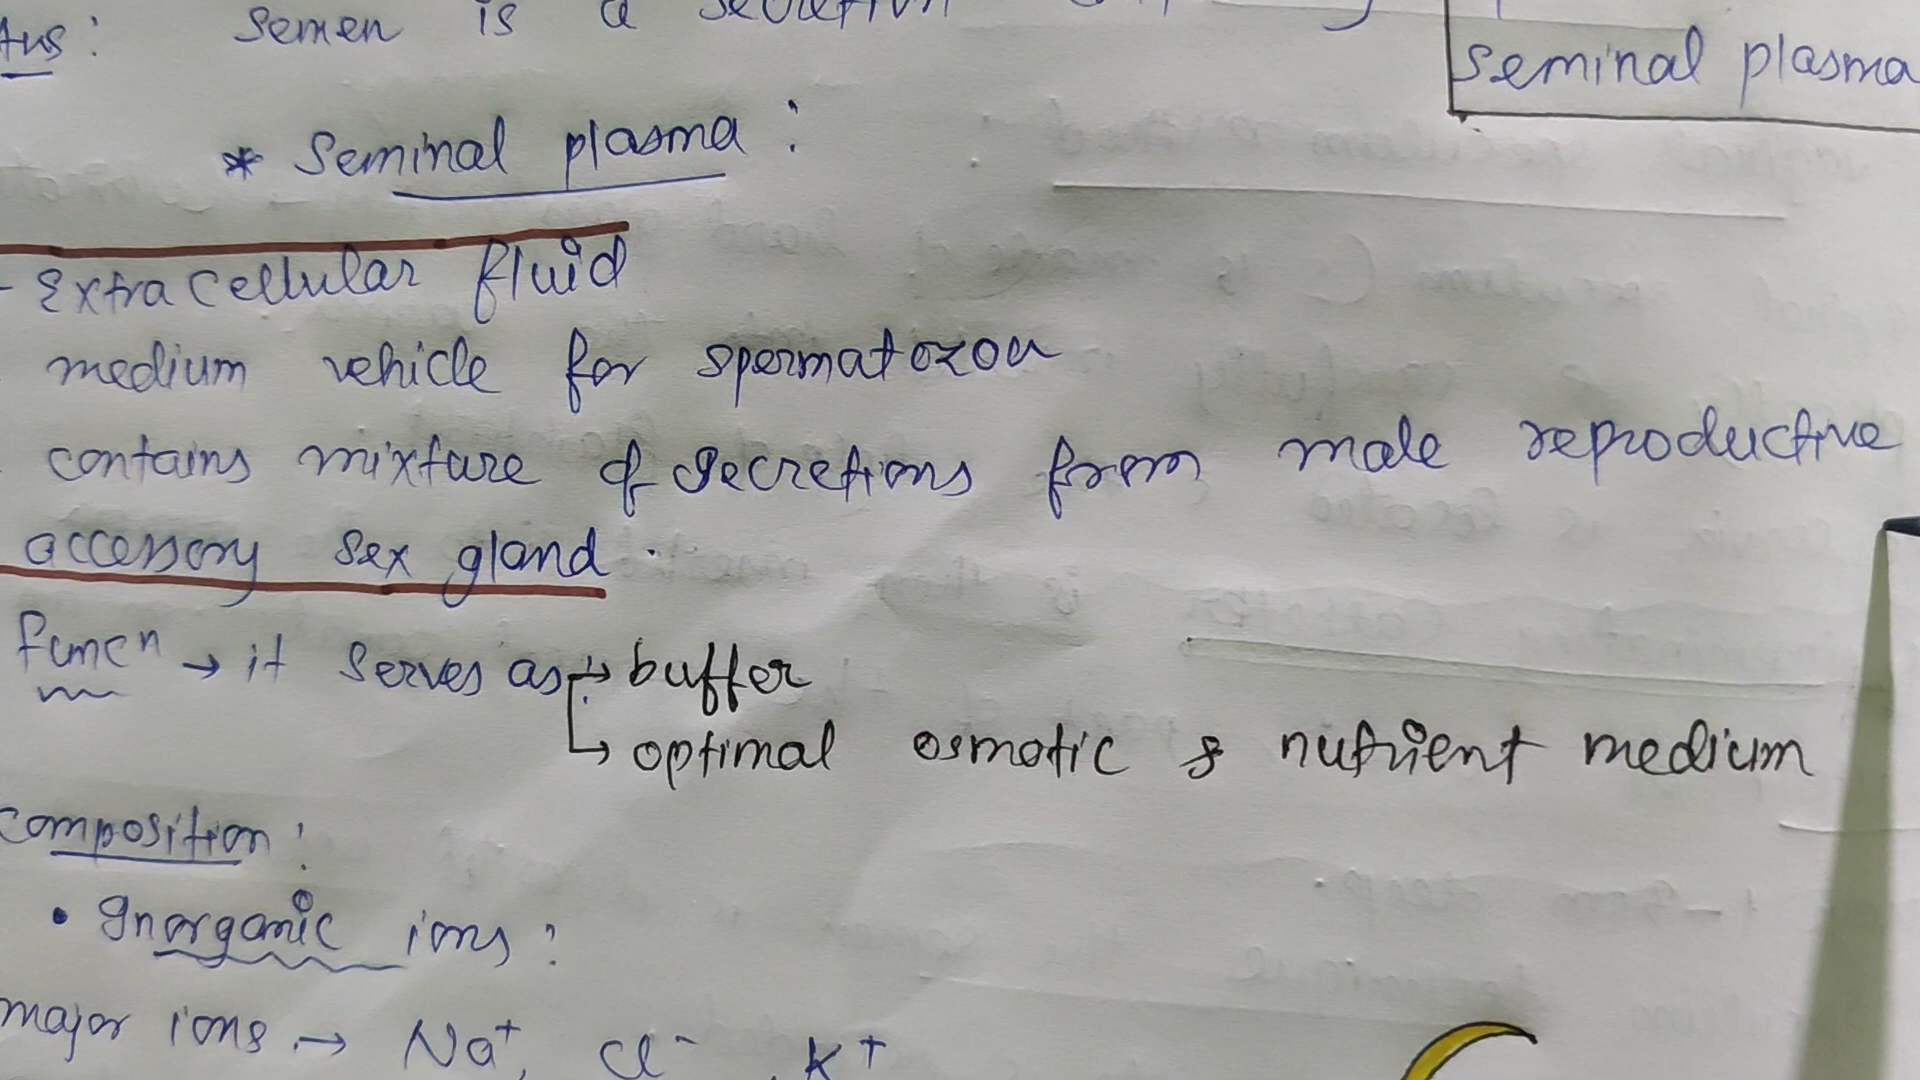 Ans: Semen is a secretion
seminal plasma
* Seminal plasma:
- Extracellular fluid
medium vehicle for spermatozoa
contains mixture of secretions from male reproductive
accessory sex gland.
funcⁿ → it serves as: → buffer
→ optimal osmotic & nutrient medium
composition:
• Inorganic ions:
major ions → Na⁺, Cl⁻, K⁺